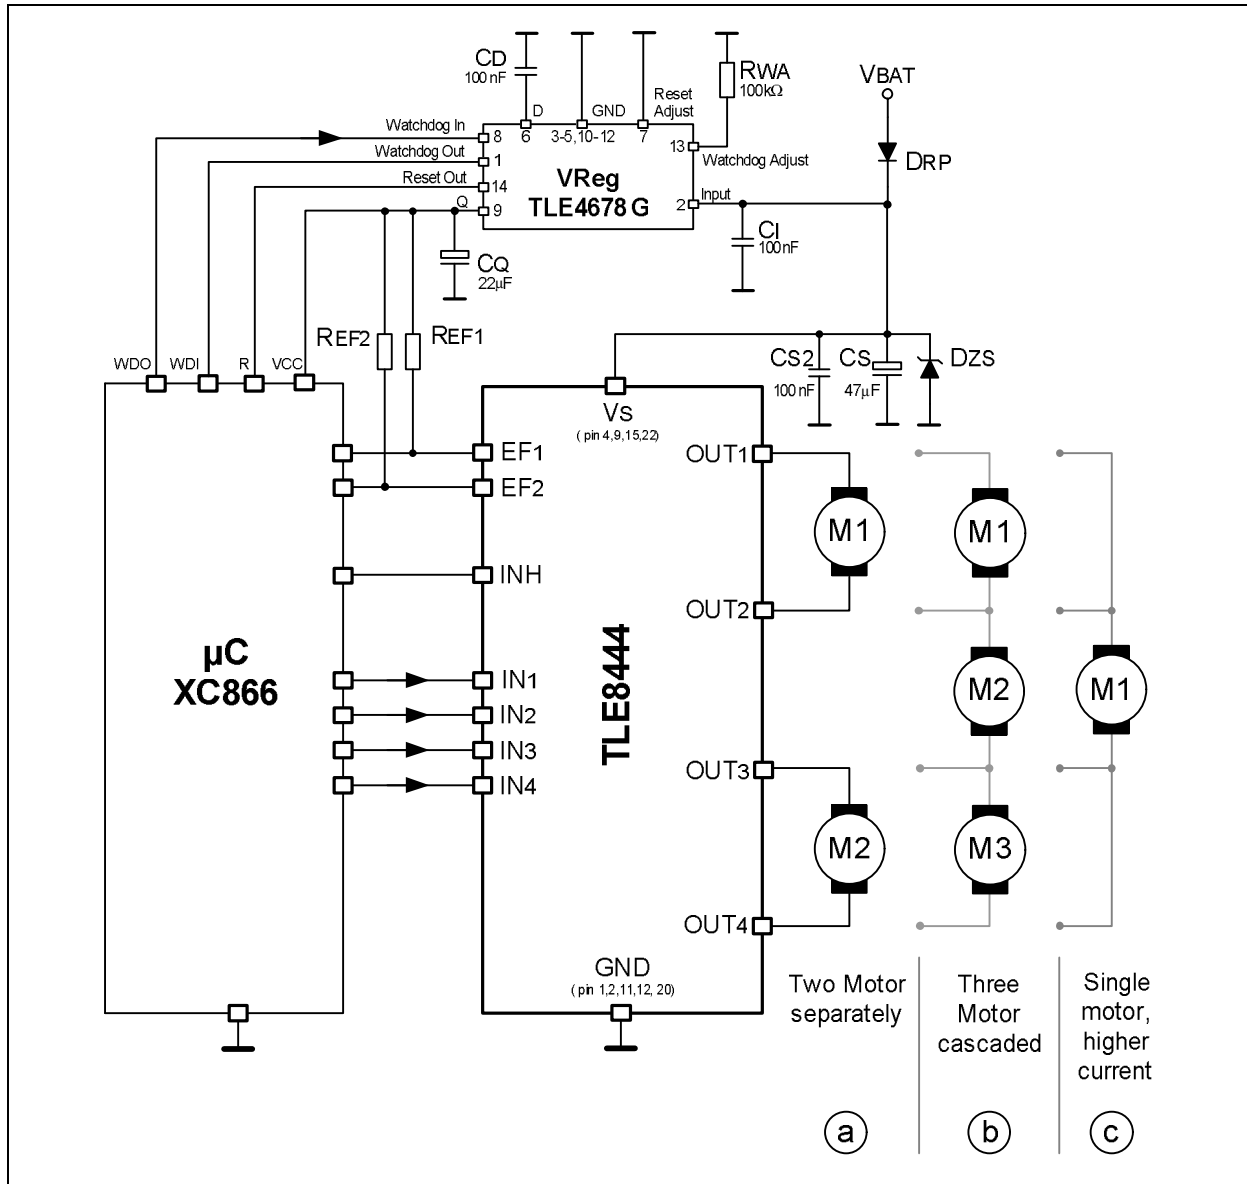 CD
100nF
D
6
GND
3-5,10-12
Reset
Adjust
7
RWA
100kΩ
VBAT
DRP
Watchdog In
8
Watchdog Out
1
Reset Out
14
Q
9
VReg
TLE4678 G
13
Watchdog Adjust
Input
2
CI
100nF
CQ
22µF
REF2
REF1
WDO
WDI
R
VCC
CS2
100nF
CS
47µF
DZS
Vs
( pin 4,9,15,22)
EF1
EF2
INH
IN1
IN2
IN3
IN4
µC
XC866
TLE8444
OUT1
OUT2
OUT3
OUT4
GND
( pin 1,2,11,12, 20)
M1
M2
M1
M2
M3
M1
Two Motor
separately
a
Three
Motor
cascaded
b
Single
motor,
higher
current
c